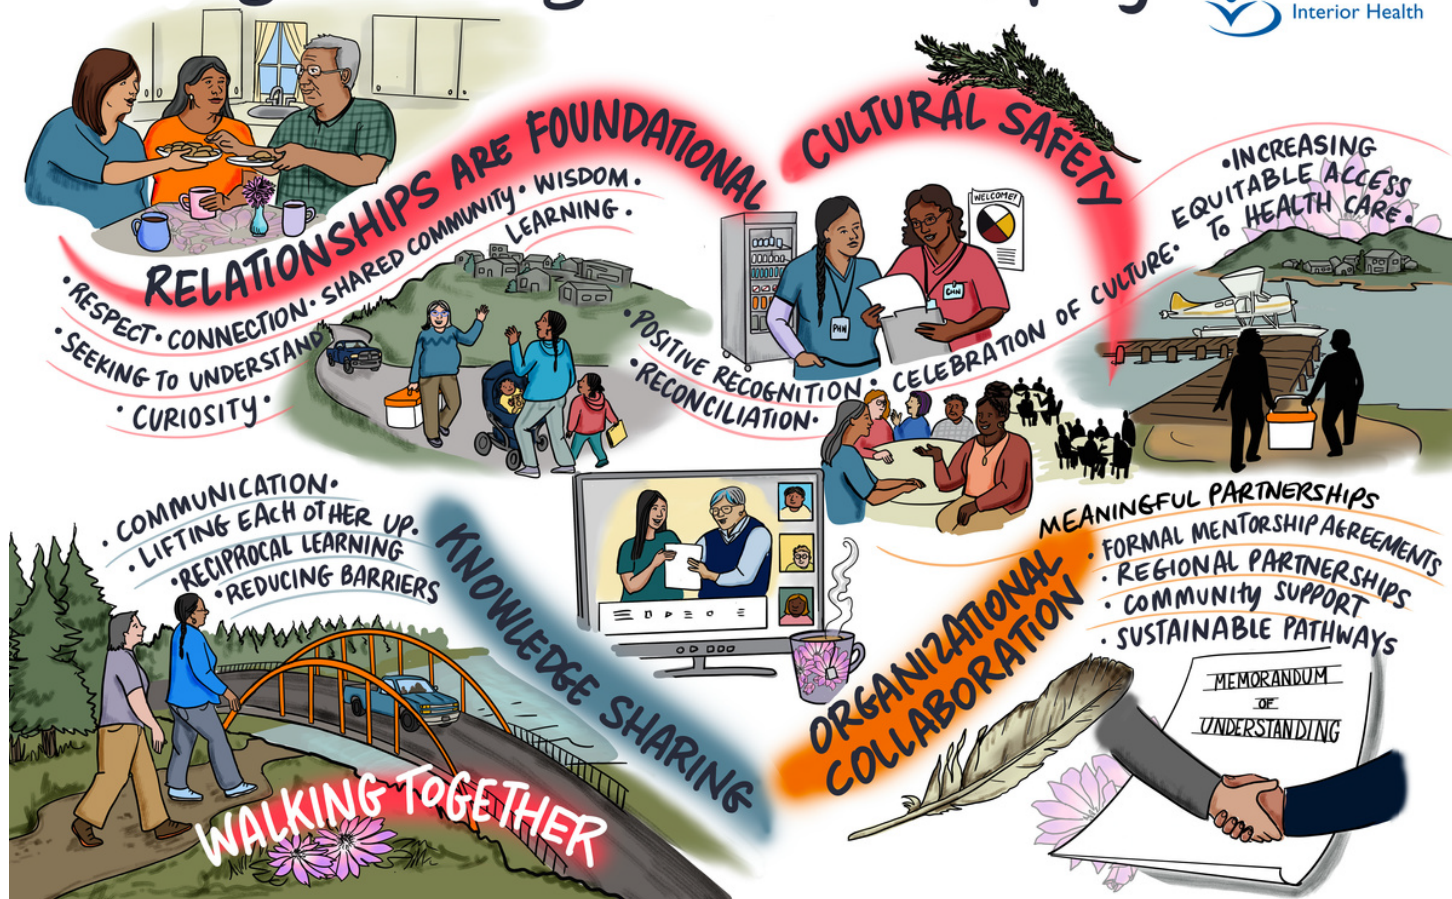 Interior Health
RELATIONSHIPS ARE FOUNDATIONAL
• RESPECT • CONNECTION • SHARED COMMUNITY • WISDOM •
LEARNING •
• SEEKING TO UNDERSTAND
• CURIOSITY •
CULTURAL SAFETY
WELCOME!
PHN
CHN
• INCREASING
EQUITABLE ACCESS
TO HEALTH CARE •
• POSITIVE RECOGNITION • CELEBRATION OF CULTURE •
• RECONCILIATION •
• COMMUNICATION •
• LIFTING EACH OTHER UP •
• RECIPROCAL LEARNING
• REDUCING BARRIERS
KNOWLEDGE SHARING
WALKING TOGETHER
ORGANIZATIONAL
COLLABORATION
MEANINGFUL PARTNERSHIPS
• FORMAL MENTORSHIP AGREEMENTS
• REGIONAL PARTNERSHIPS
• COMMUNITY SUPPORT
• SUSTAINABLE PATHWAYS
MEMORANDUM
OF
UNDERSTANDING